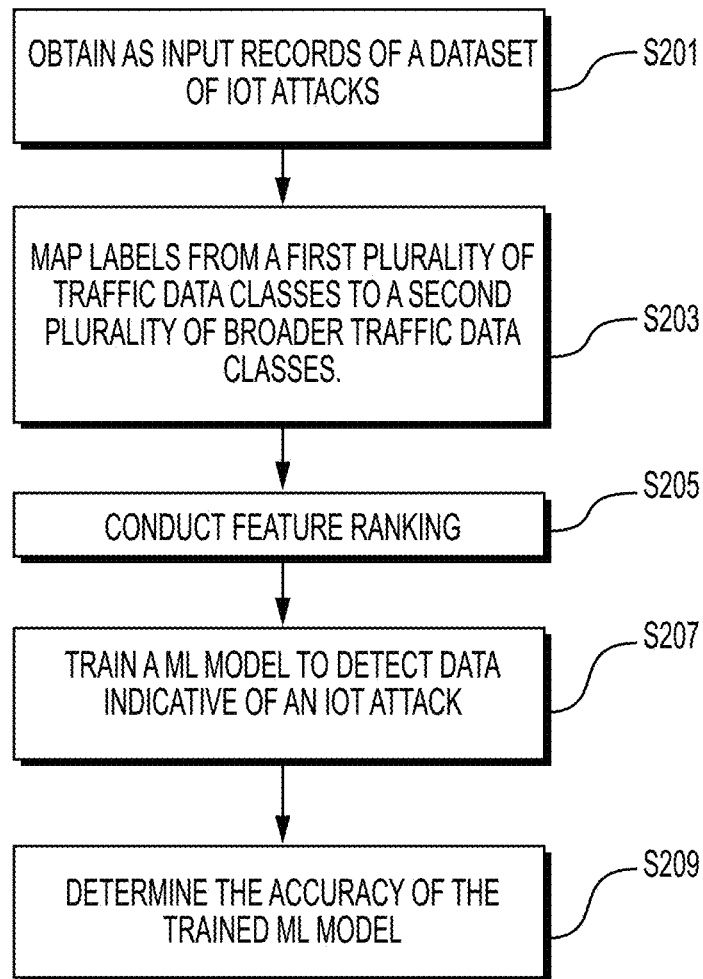 OBTAIN AS INPUT RECORDS OF A DATASET
OF IOT ATTACKS
S201
MAP LABELS FROM A FIRST PLURALITY OF
TRAFFIC DATA CLASSES TO A SECOND
PLURALITY OF BROADER TRAFFIC DATA
CLASSES.
S203
CONDUCT FEATURE RANKING
S205
TRAIN A ML MODEL TO DETECT DATA
INDICATIVE OF AN IOT ATTACK
S207
DETERMINE THE ACCURACY OF THE
TRAINED ML MODEL
S209